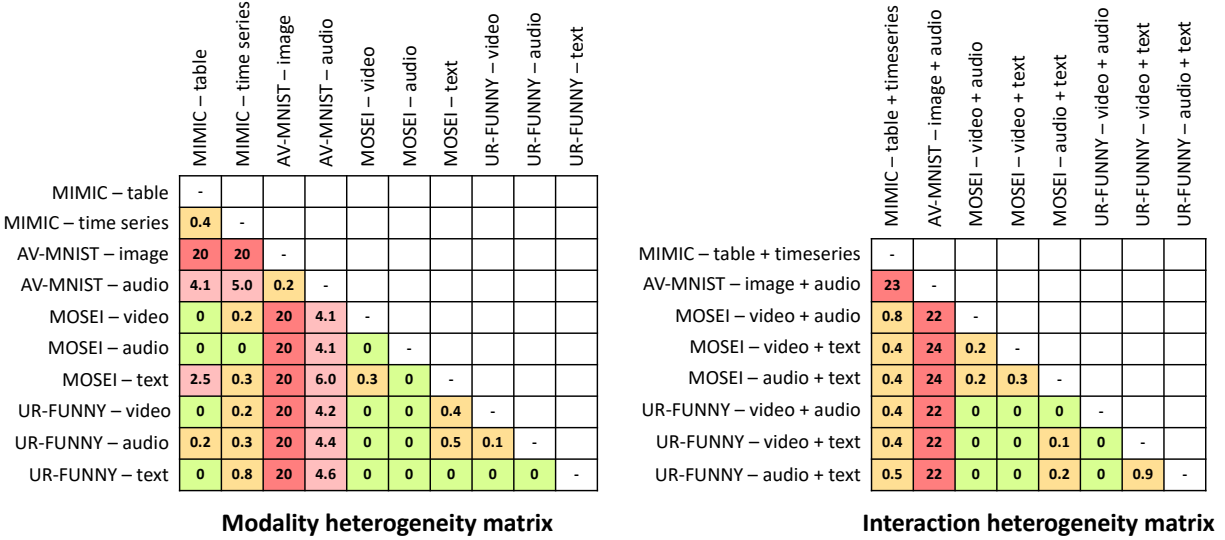 MIMIC – table
MIMIC – time series
AV-MNIST – image
AV-MNIST – audio
MOSEI – video
MOSEI – audio
MOSEI – text
UR-FUNNY – video
UR-FUNNY – audio
UR-FUNNY – text
MIMIC – table -
MIMIC – time series 0.4 -
AV-MNIST – image 20 20 -
AV-MNIST – audio 4.1 5.0 0.2 -
MOSEI – video 0 0.2 20 4.1 -
MOSEI – audio 0 0 20 4.1 0 -
MOSEI – text 2.5 0.3 20 6.0 0.3 0 -
UR-FUNNY – video 0 0.2 20 4.2 0 0 0.4 -
UR-FUNNY – audio 0.2 0.3 20 4.4 0 0 0.5 0.1 -
UR-FUNNY – text 0 0.8 20 4.6 0 0 0 0 0 -
Modality heterogeneity matrix
MIMIC – table + timeseries
AV-MNIST – image + audio
MOSEI – video + audio
MOSEI – video + text
MOSEI – audio + text
UR-FUNNY – video + audio
UR-FUNNY – video + text
UR-FUNNY – audio + text
MIMIC – table + timeseries -
AV-MNIST – image + audio 23 -
MOSEI – video + audio 0.8 22 -
MOSEI – video + text 0.4 24 0.2 -
MOSEI – audio + text 0.4 24 0.2 0.3 -
UR-FUNNY – video + audio 0.4 22 0 0 0 -
UR-FUNNY – video + text 0.4 22 0 0 0.1 0 -
UR-FUNNY – audio + text 0.5 22 0 0 0.2 0 0.9 -
Interaction heterogeneity matrix